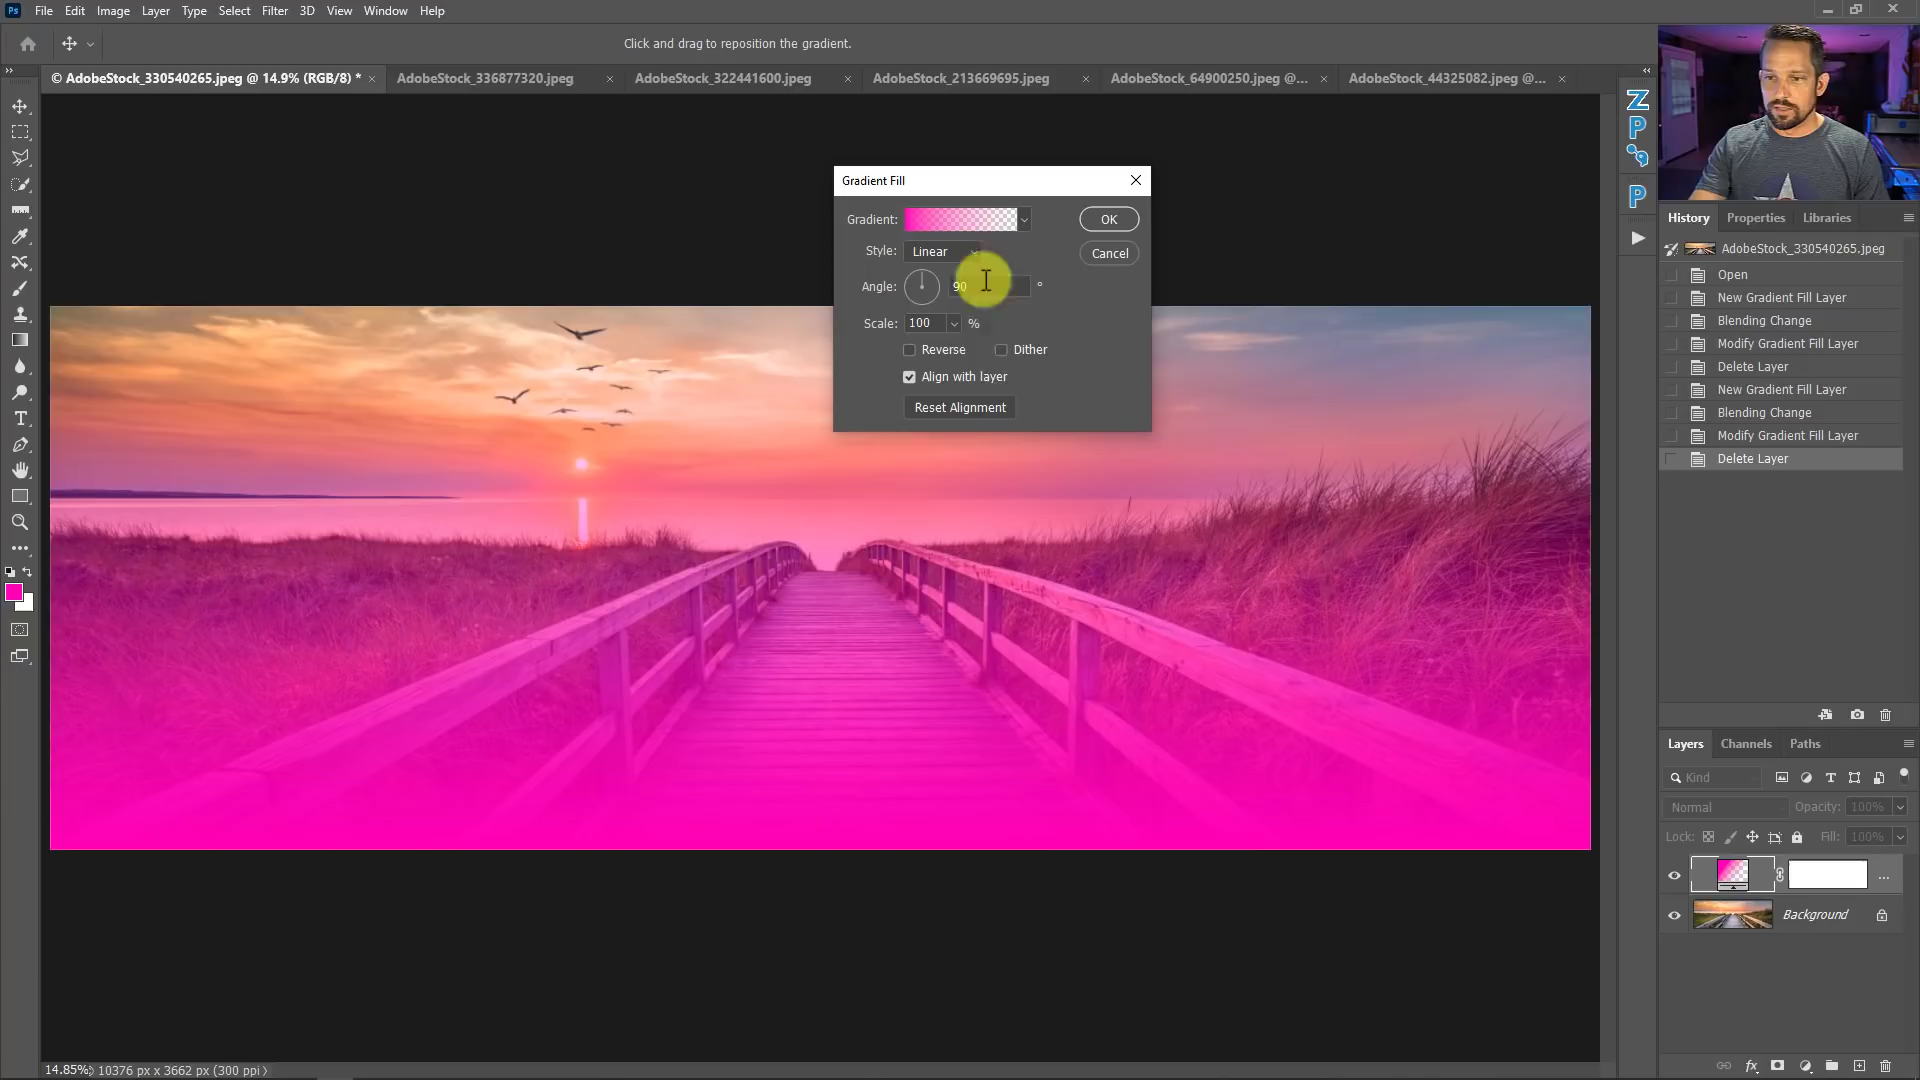 Ps File Edit Image Layer Type Select Filter 3D View Window Help
Click and drag to reposition the gradient.
© AdobeStock_330540265.jpeg @ 14.9% (RGB/8) * × AdobeStock_336877320.jpeg × AdobeStock_322441600.jpeg × AdobeStock_213669695.jpeg × AdobeStock_64900250.jpeg @... × AdobeStock_44325082.jpeg @... ×
Gradient Fill
Gradient: OK
Style: Linear Cancel
Angle: 90 °
Scale: 100 %
Reverse Dither
Align with layer
Reset Alignment
Z
P
P
History Properties Libraries
AdobeStock_330540265.jpeg
Open
New Gradient Fill Layer
Blending Change
Modify Gradient Fill Layer
Delete Layer
New Gradient Fill Layer
Blending Change
Modify Gradient Fill Layer
Delete Layer
Layers Channels Paths
Kind
Normal Opacity: 100%
Lock: Fill: 100%
...
Background
fx
14.85% 10376 px x 3662 px (300 ppi)